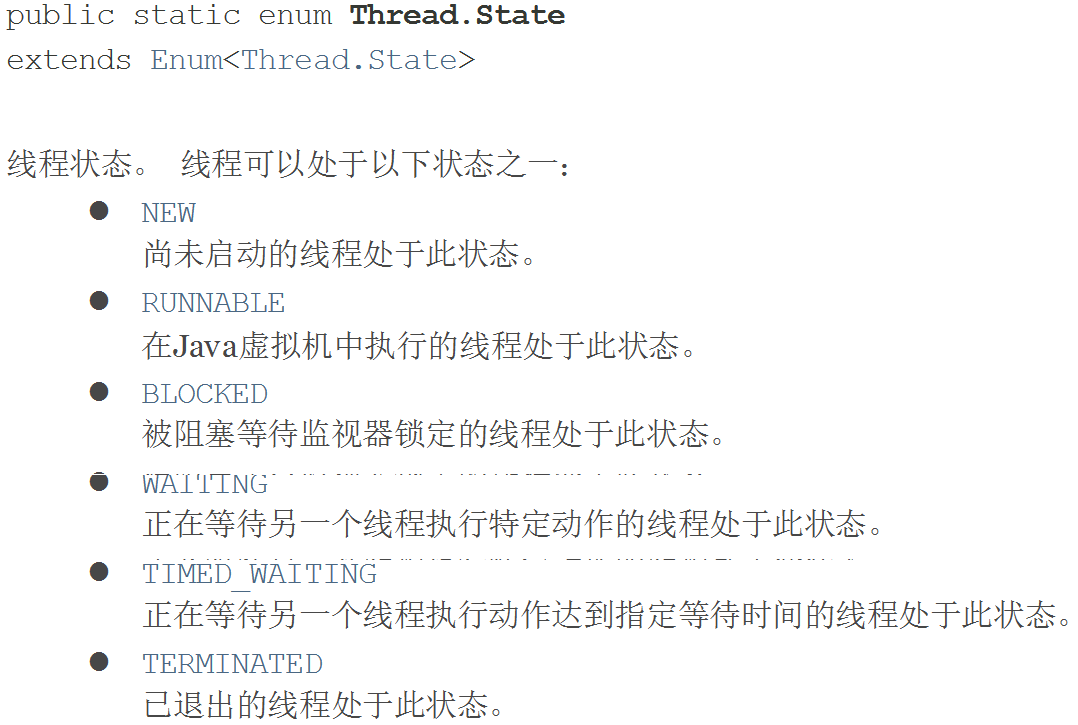 public static enum Thread.State
extends Enum<Thread.State>
线程状态。 线程可以处于以下状态之一：
● NEW
尚未启动的线程处于此状态。
● RUNNABLE
在Java虚拟机中执行的线程处于此状态。
● BLOCKED
被阻塞等待监视器锁定的线程处于此状态。
● WAITING
正在等待另一个线程执行特定动作的线程处于此状态。
● TIMED_WAITING
正在等待另一个线程执行动作达到指定等待时间的线程处于此状态。
● TERMINATED
已退出的线程处于此状态。